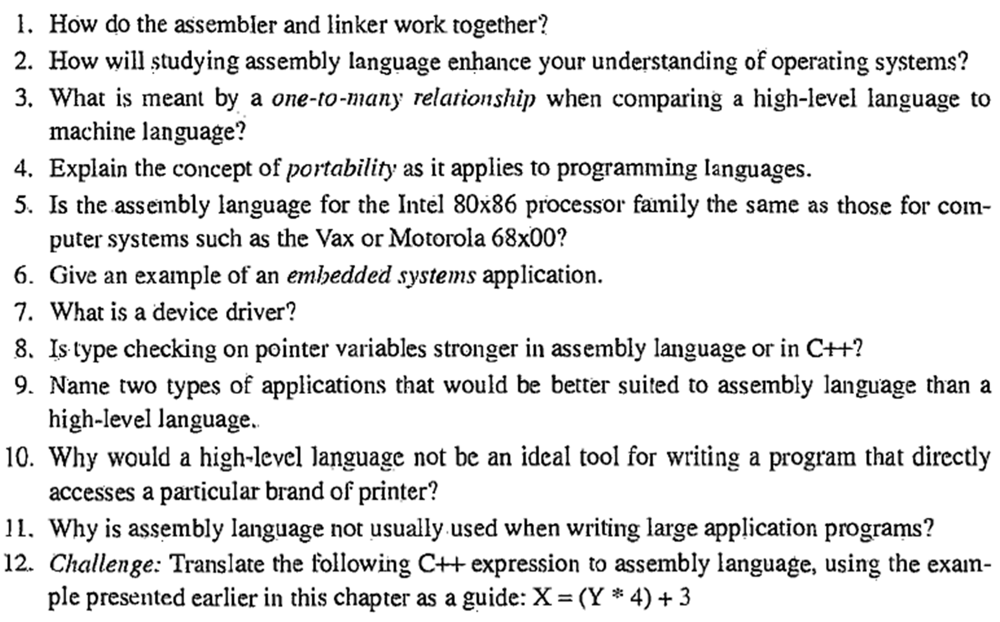 1. How do the assembler and linker work together?
2. How will studying assembly language enhance your understanding of operating systems?
3. What is meant by a one-to-many relationship when comparing a high-level language to
machine language?
4. Explain the concept of portability as it applies to programming languages.
5. Is the assembly language for the Intel 80x86 processor family the same as those for com-
puter systems such as the Vax or Motorola 68x00?
6. Give an example of an embedded systems application.
7. What is a device driver?
8. Is type checking on pointer variables stronger in assembly language or in C++?
9. Name two types of applications that would be better suited to assembly language than a
high-level language.
10. Why would a high-level language not be an ideal tool for writing a program that directly
accesses a particular brand of printer?
11. Why is assembly language not usually used when writing large application programs?
12. Challenge: Translate the following C++ expression to assembly language, using the exam-
ple presented earlier in this chapter as a guide: X = (Y * 4) + 3